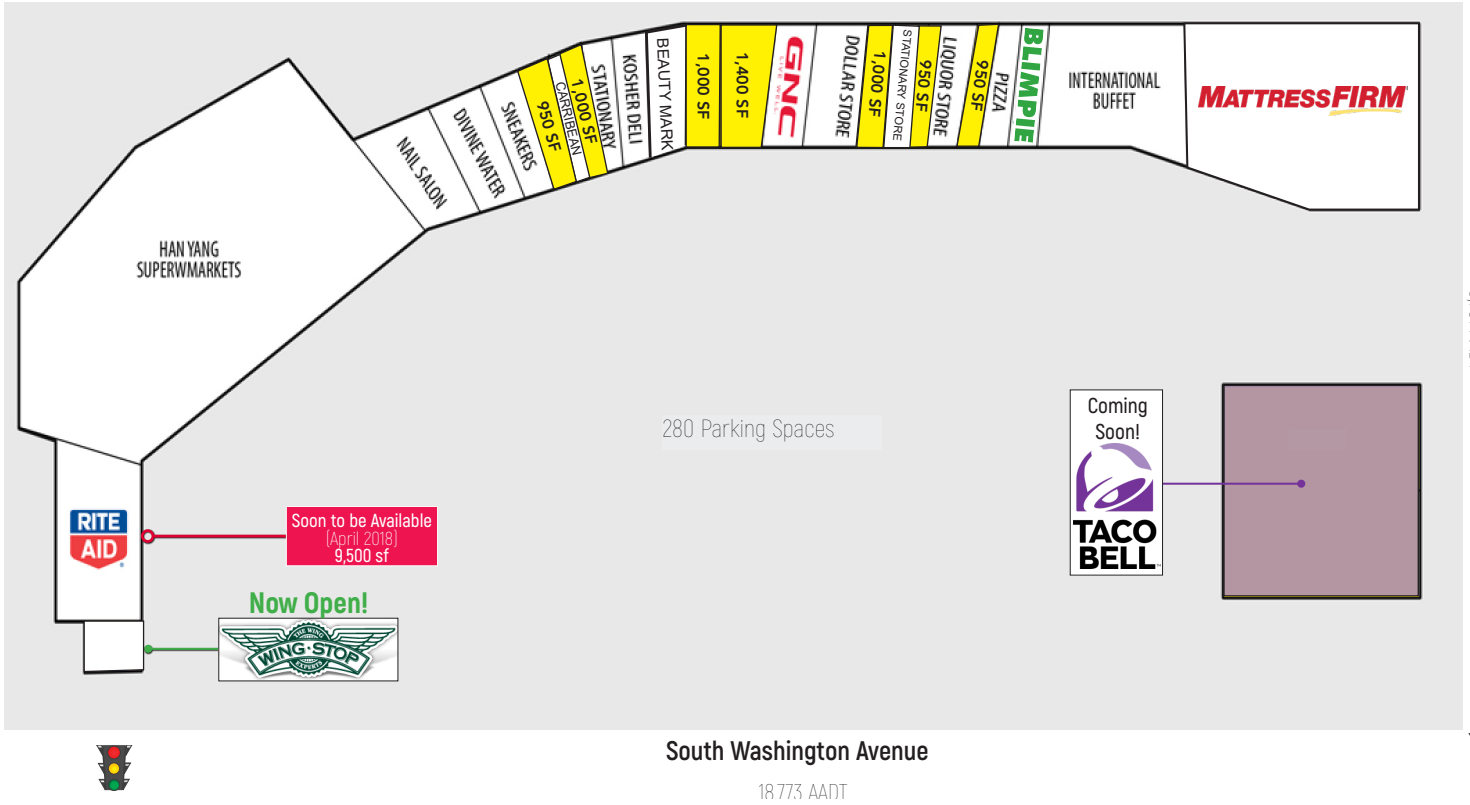 NAIL SALON
DIVINE WATER
SNEAKERS
950 SF
CARRIBEAN
1,000 SF
STATIONARY
KOSHER DELI
BEAUTY MARK
1,000 SF
1,400 SF
GNC
LIVE WELL
DOLLAR STORE
1,000 SF
STATIONARY STORE
950 SF
LIQUOR STORE
950 SF
PIZZA
BLIMPIE
INTERNATIONAL
BUFFET
MATTRESSFIRM
HAN YANG
SUPERWMARKETS
280 Parking Spaces
Coming
Soon!
TACO
BELL
RITE
AID
Soon to be Available
(April 2018)
9,500 sf
Now Open!
THE WING
WING·STOP
EXPERTS
South Washington Avenue
18,773 AADT